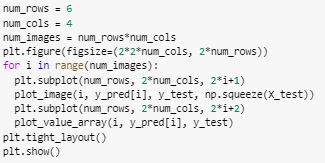 num_rows = 6
num_cols = 4
num_images = num_rows*num_cols
plt.figure(figsize=(2*2*num_cols, 2*num_rows))
for i in range(num_images):
  plt.subplot(num_rows, 2*num_cols, 2*i+1)
  plot_image(i, y_pred[i], y_test, np.squeeze(X_test))
  plt.subplot(num_rows, 2*num_cols, 2*i+2)
  plot_value_array(i, y_pred[i], y_test)
plt.tight_layout()
plt.show()